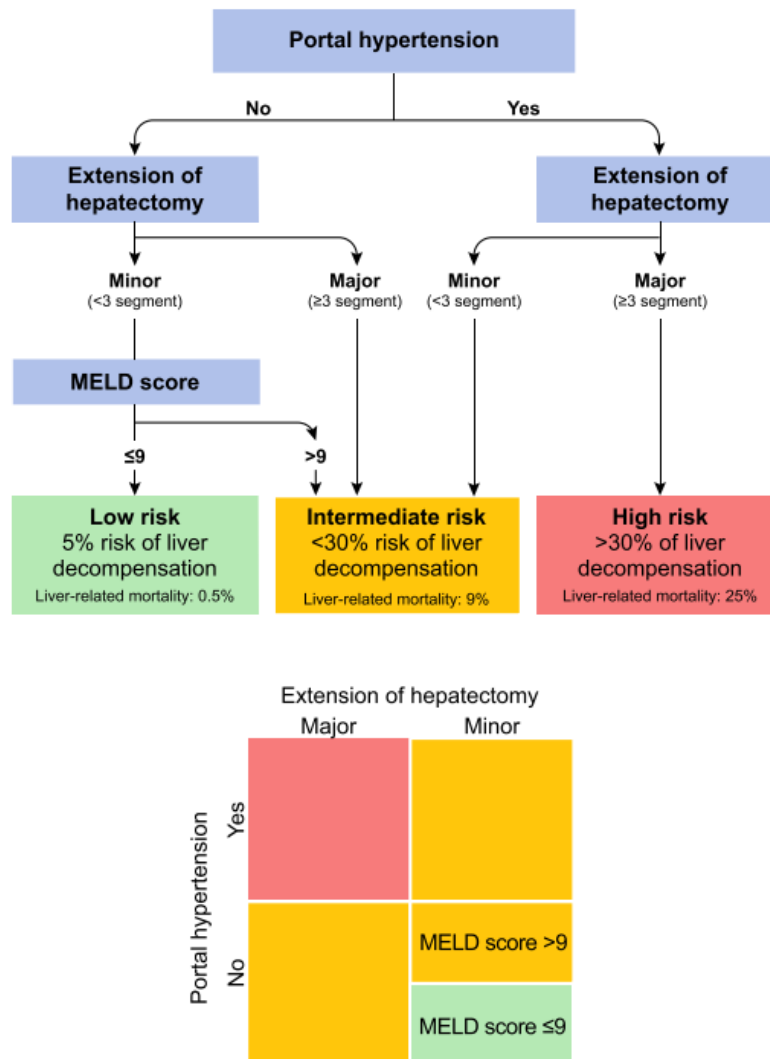 Portal hypertension
No
Yes
Extension of
hepatectomy
Extension of
hepatectomy
Minor
(<3 segment)
Major
(≥3 segment)
Minor
(<3 segment)
Major
(≥3 segment)
MELD score
≤9
>9
Low risk
5% risk of liver
decompensation
Liver-related mortality: 0.5%
Intermediate risk
<30% risk of liver
decompensation
Liver-related mortality: 9%
High risk
>30% of liver
decompensation
Liver-related mortality: 25%
Extension of hepatectomy
Major
Minor
Portal hypertension
Yes
No
MELD score >9
MELD score ≤9